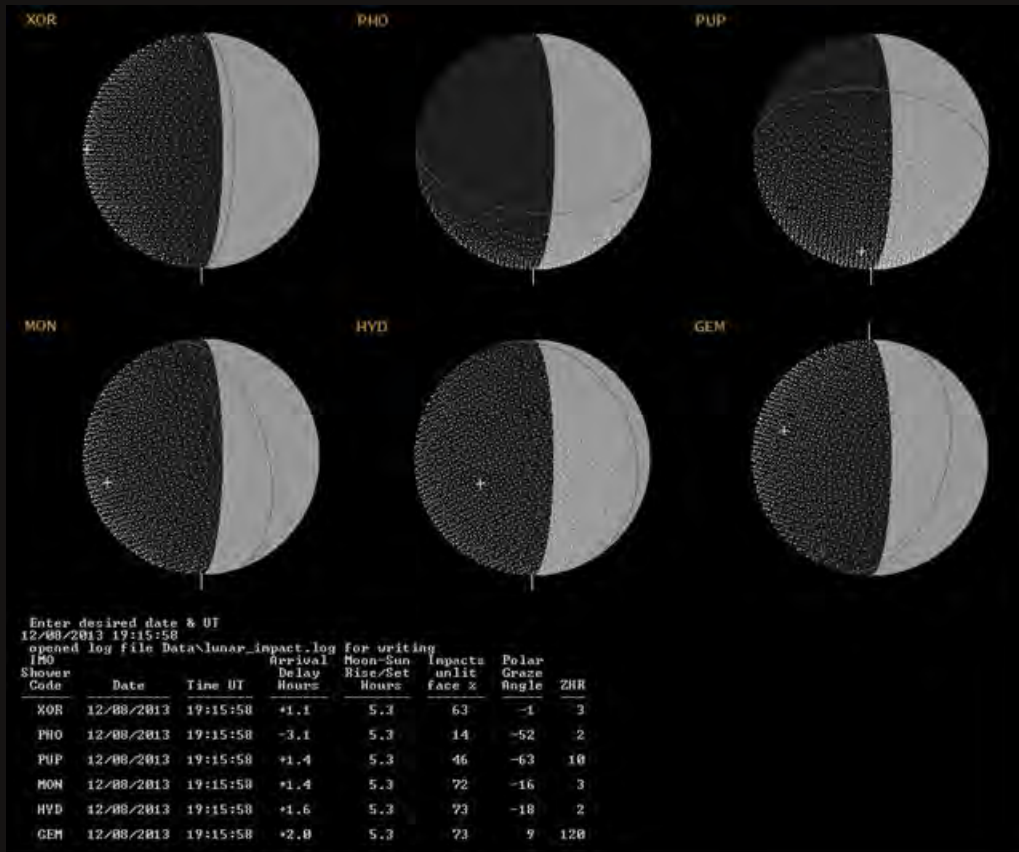 XOR PHO PUP
MON HYD GEM
Enter desired date & UT
12/08/2013 19:15:58
opened log file Data\lunar_impact.log for writing
IMO Arrival Moon-Sun Impacts Polar
Shower Delay Rise/Set unlit Graze
Code Date Time UT Hours Hours face % Angle ZHR
XOR 12/08/2013 19:15:58 +1.1 5.3 63 -1 3
PHO 12/08/2013 19:15:58 -3.1 5.3 14 -52 2
PUP 12/08/2013 19:15:58 +1.4 5.3 46 -63 10
MON 12/08/2013 19:15:58 +1.4 5.3 72 -16 3
HYD 12/08/2013 19:15:58 +1.6 5.3 73 -18 2
GEM 12/08/2013 19:15:58 +2.0 5.3 73 9 120